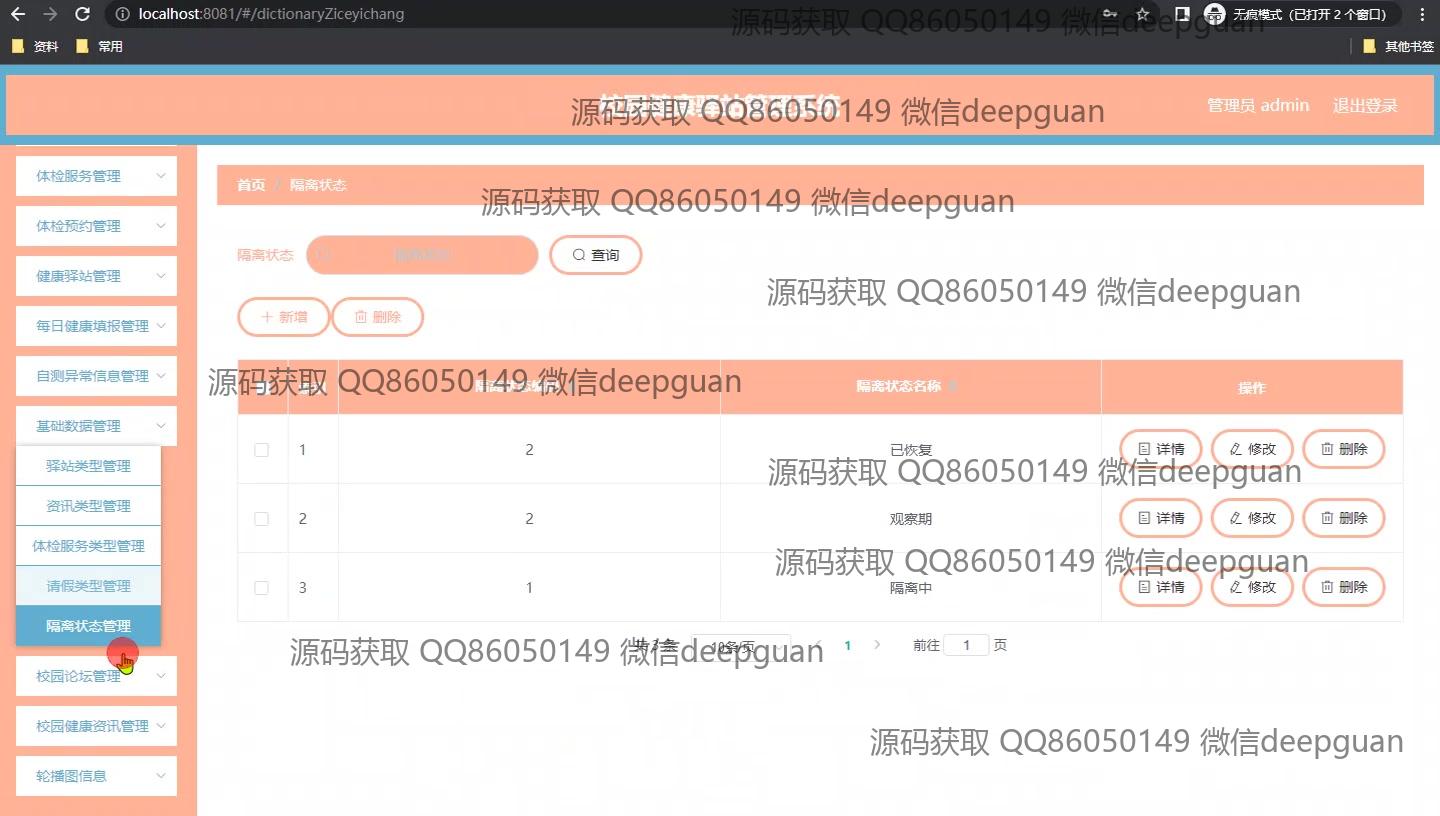 localhost:8081/#/dictionaryZiceyichang
无痕模式（已打开 2 个窗口）
资料
常用
其他书签
源码获取 QQ86050149 微信deepguan
校园健康驿站管理系统
源码获取 QQ86050149 微信deepguan
管理员 admin
退出登录
体检服务管理
体检预约管理
健康驿站管理
每日健康填报管理
自测异常信息管理
基础数据管理
驿站类型管理
资讯类型管理
体检服务类型管理
请假类型管理
隔离状态管理
校园论坛管理
校园健康资讯管理
轮播图信息
首页 / 隔离状态
源码获取 QQ86050149 微信deepguan
隔离状态
隔离状态
查询
源码获取 QQ86050149 微信deepguan
新增
删除
源码获取 QQ86050149 微信deepguan
隔离状态名称
操作
1 2 已恢复 详情 修改 删除
源码获取 QQ86050149 微信deepguan
2 2 观察期 详情 修改 删除
源码获取 QQ86050149 微信deepguan
3 1 隔离中 详情 修改 删除
共 3 条 10条/页 1 前往 1 页
源码获取 QQ86050149 微信deepguan
源码获取 QQ86050149 微信deepguan